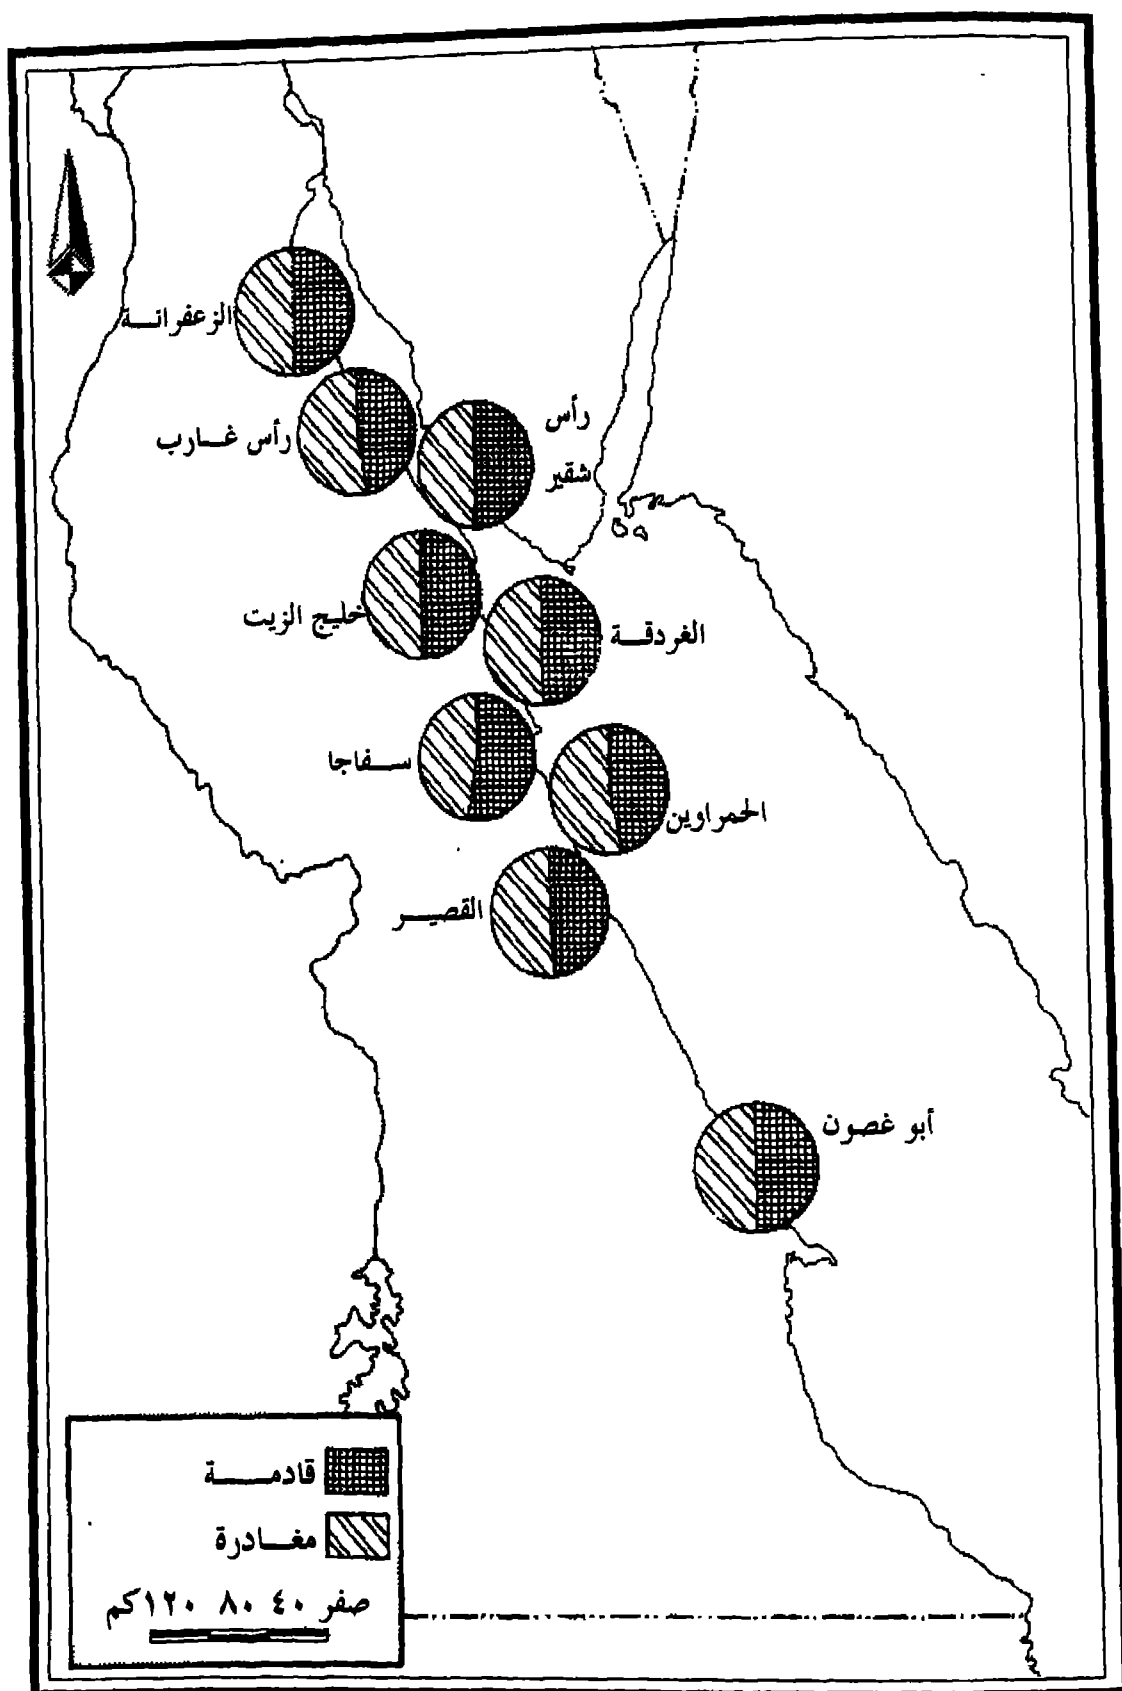 الزعفرانة
رأس غارب
رأس
شقير
خليج الزيت
الغردقة
سفاجا
الحمراوين
القصير
أبو غصون
قادمة
مغادرة
صفر ٤٠ ٨٠ ١٢٠كم